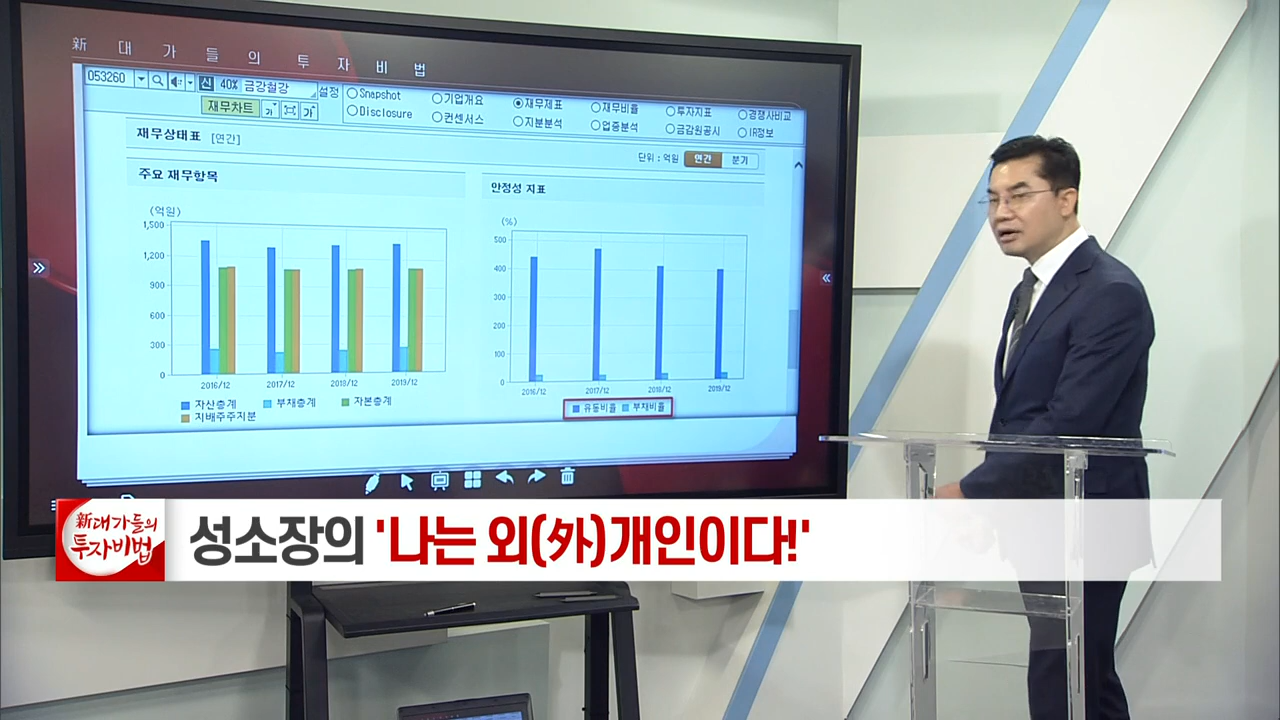 新 대 가 들 의 투 자 비 법
053260 신 40% 금강철강 설정
Snapshot 기업개요 재무제표 재무비율 투자지표 경쟁사비교
재무차트 가 가
Disclosure 컨센서스 지분분석 업종분석 금감원공시 IR정보
재무상태표 [연간]
단위 : 억원 연간 분기
주요 재무항목
안정성 지표
(억원)
1,500
1,200
900
600
300
0
2016/12 2017/12 2018/12 2019/12
자산총계 부채총계 자본총계
지배주주지분
(%)
500
400
300
200
100
0
2016/12 2017/12 2018/12 2019/12
유동비율 부채비율
新대가들의
투자비법
성소장의 '나는 외(外)개인이다!'